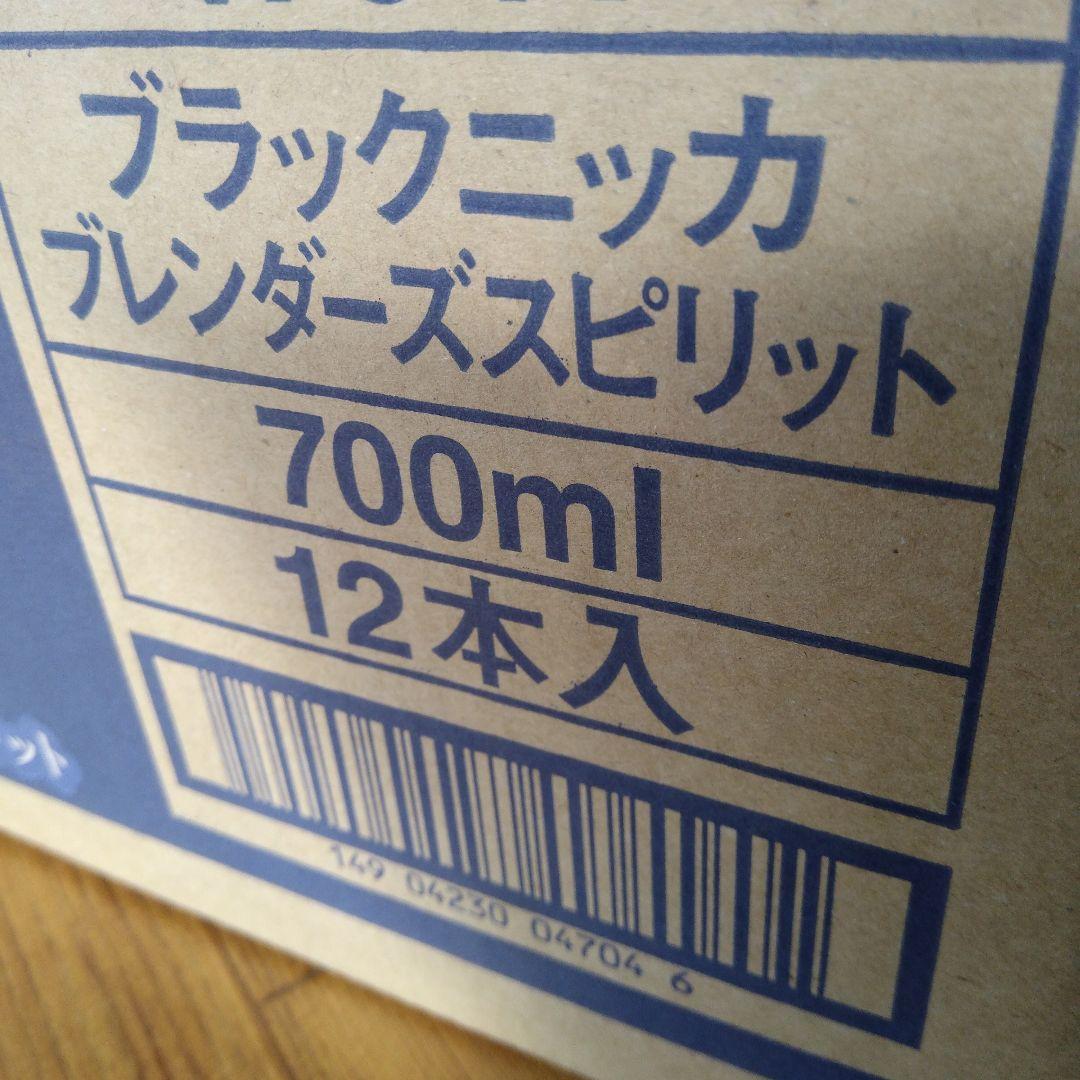 ブラックニッカ
ブレンダーズスピリット
700ml
12本入
149 04230 04704 6